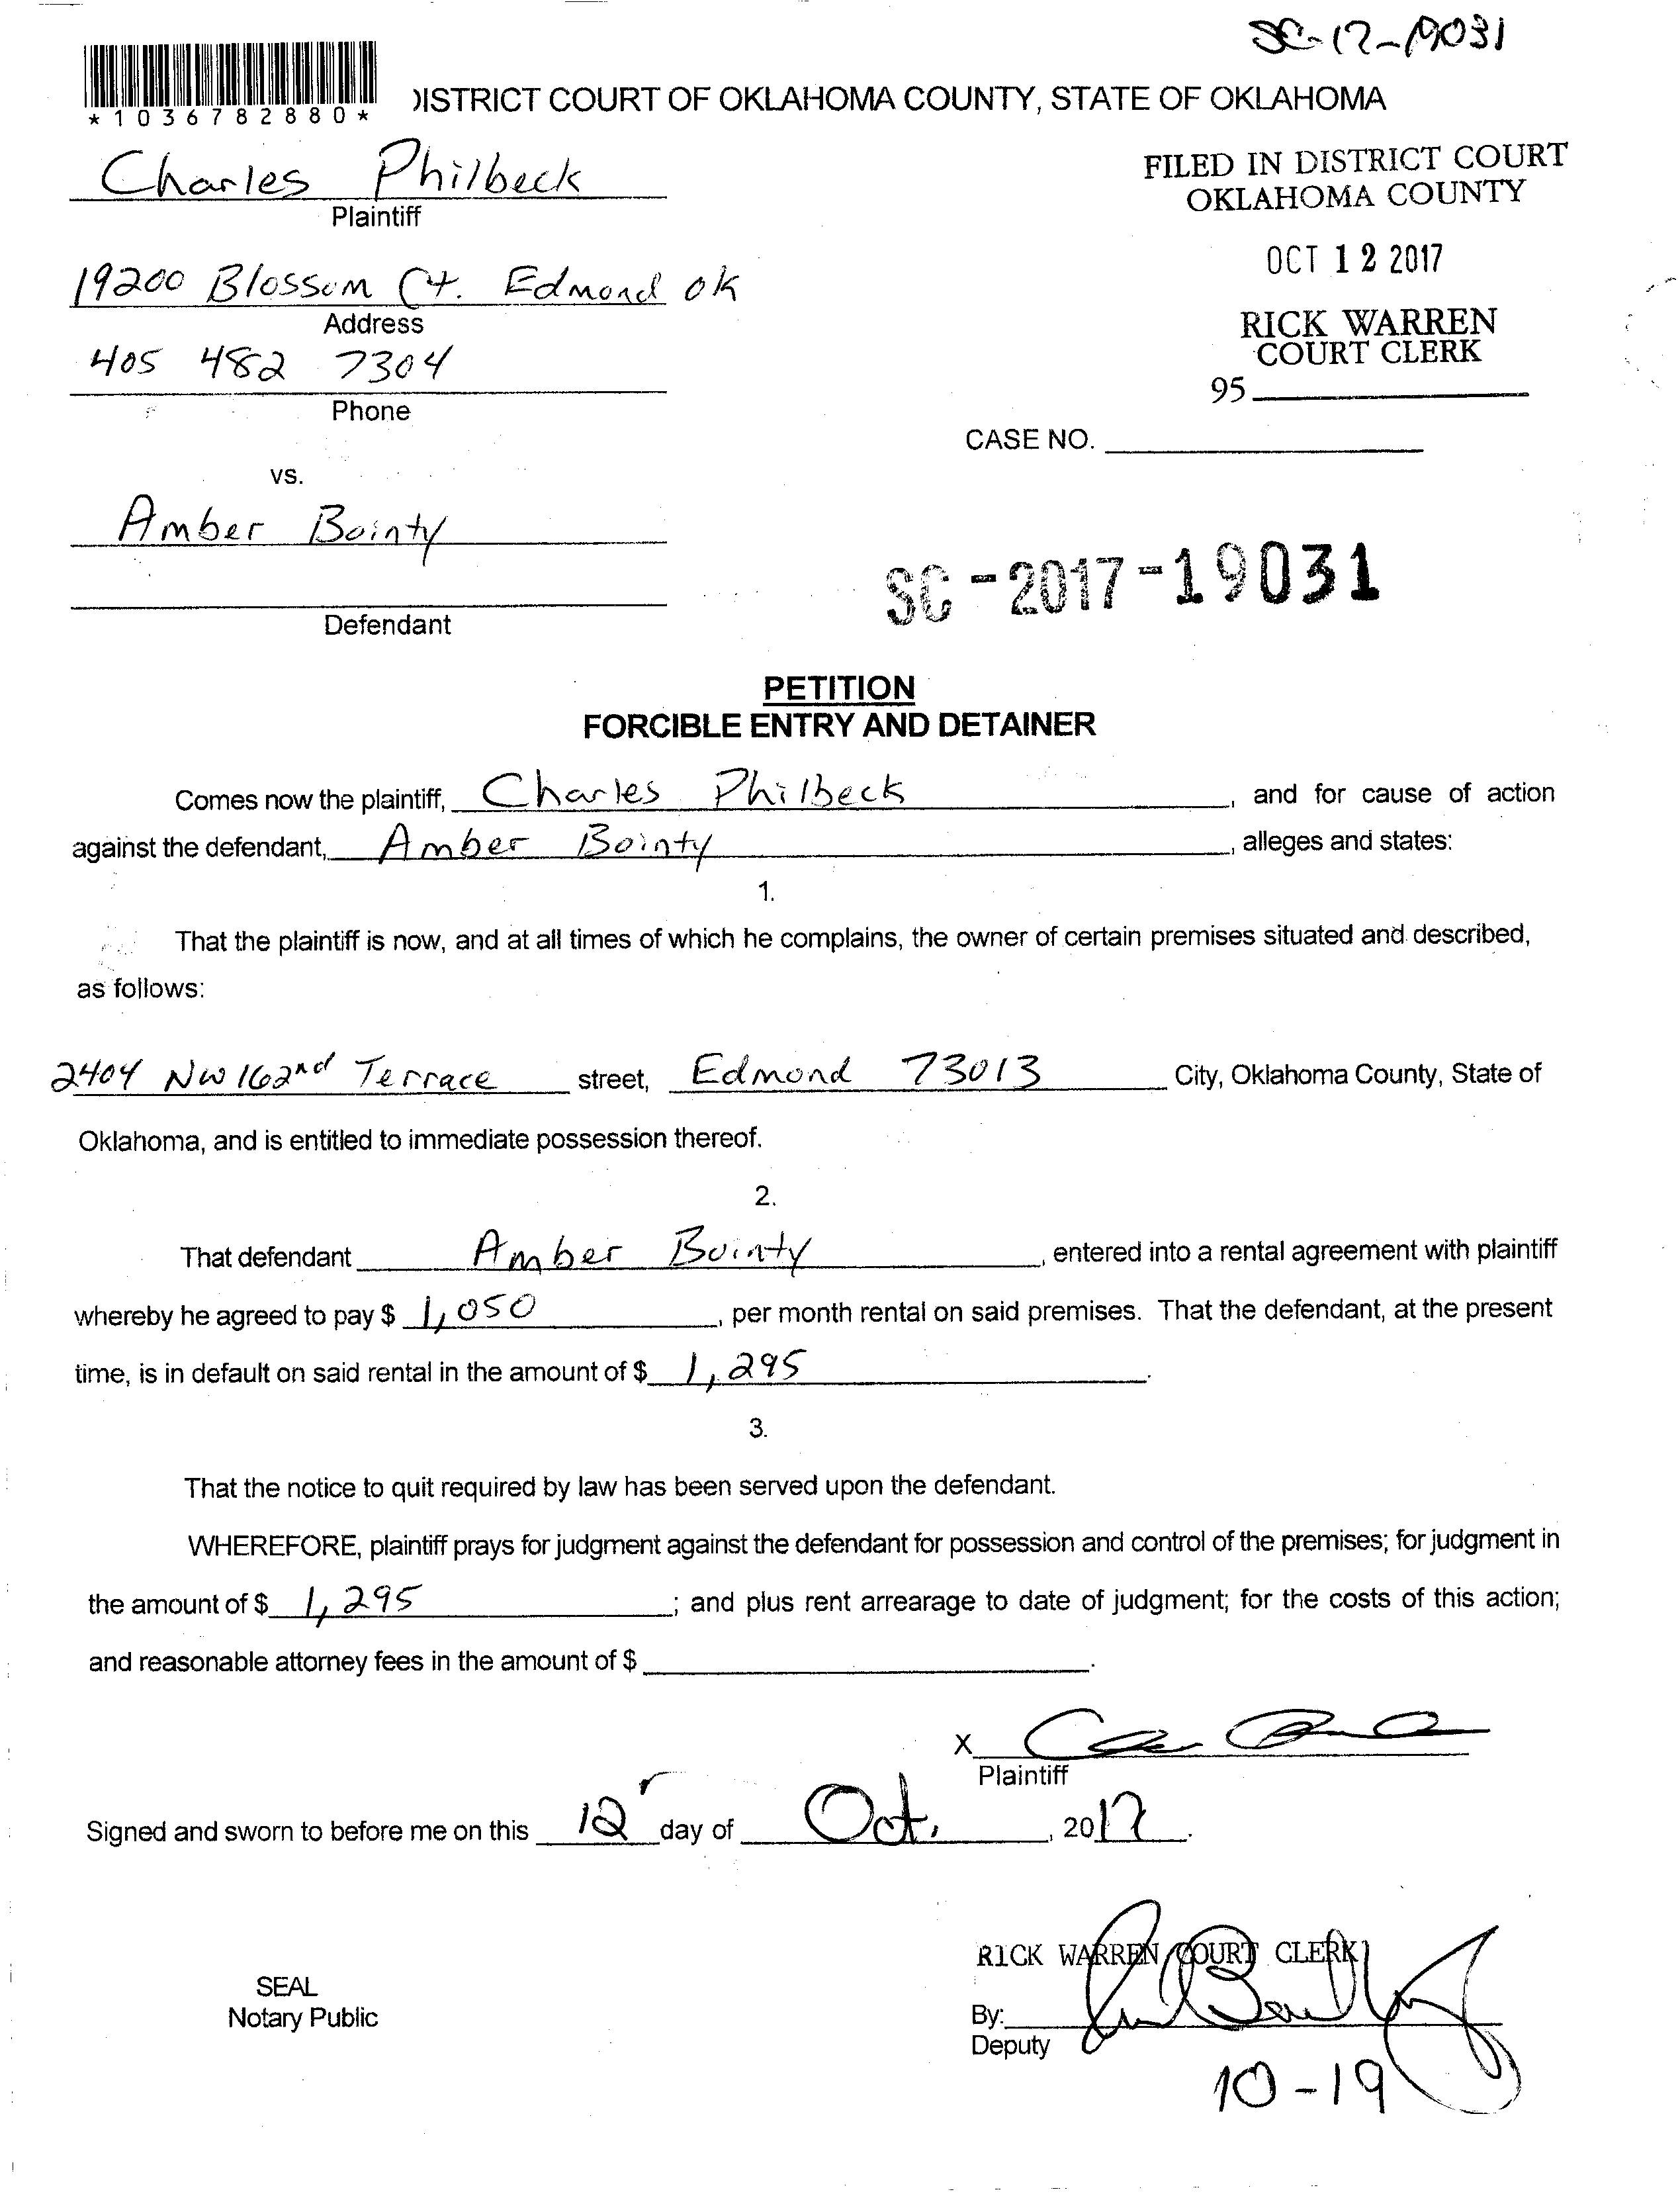 SC-17-19031
*1036782880*
DISTRICT COURT OF OKLAHOMA COUNTY, STATE OF OKLAHOMA
Charles Philbeck
Plaintiff
FILED IN DISTRICT COURT
OKLAHOMA COUNTY
OCT 12 2017
19200 Blossom Ct. Edmond OK
Address
RICK WARREN
COURT CLERK
405 482 7304
Phone
95
CASE NO.
vs.
Amber Bointy
SC-2017-19031
Defendant
PETITION
FORCIBLE ENTRY AND DETAINER
Comes now the plaintiff, Charles Philbeck, and for cause of action
against the defendant, Amber Bointy, alleges and states:
1.
That the plaintiff is now, and at all times of which he complains, the owner of certain premises situated and described,
as follows:
2404 NW 162nd Terrace street, Edmond 73013 City, Oklahoma County, State of
Oklahoma, and is entitled to immediate possession thereof.
2.
That defendant Amber Bointy, entered into a rental agreement with plaintiff
whereby he agreed to pay $ 1,050, per month rental on said premises. That the defendant, at the present
time, is in default on said rental in the amount of $ 1,295.
3.
That the notice to quit required by law has been served upon the defendant.
WHEREFORE, plaintiff prays for judgment against the defendant for possession and control of the premises; for judgment in
the amount of $ 1,295; and plus rent arrearage to date of judgment; for the costs of this action;
and reasonable attorney fees in the amount of $ .
X
Plaintiff
Signed and sworn to before me on this 12 day of Oct., 2017.
RICK WARREN COURT CLERK
SEAL
Notary Public
By:
Deputy
10-19